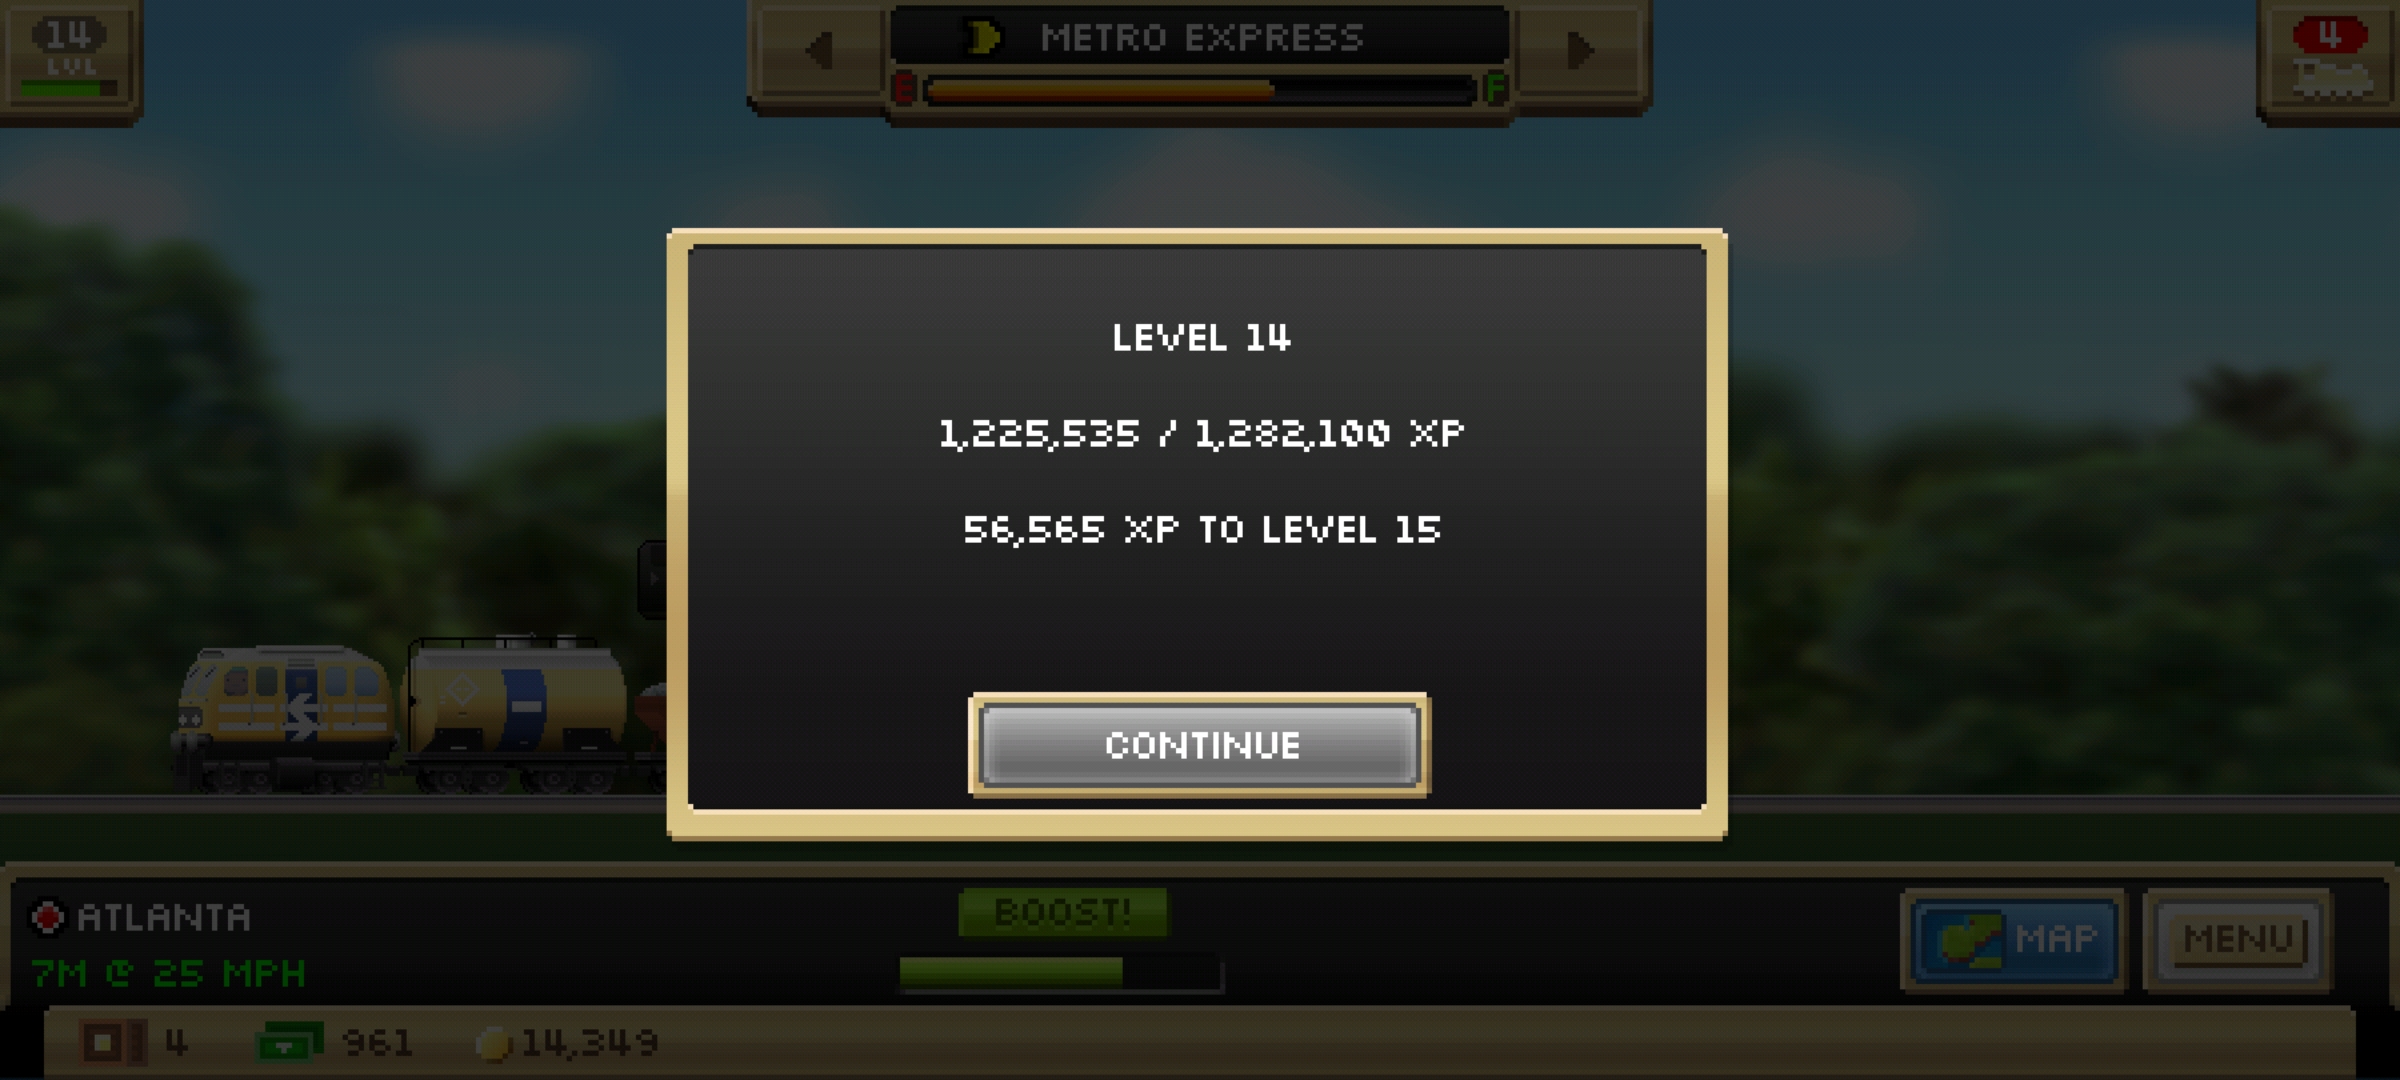 14
LVL
METRO EXPRESS
E F
4
LEVEL 14
1,225,535 / 1,282,100 XP
56,565 XP TO LEVEL 15
CONTINUE
ATLANTA
7M @ 25 MPH
BOOST!
MAP
MENU
4 961 14,349